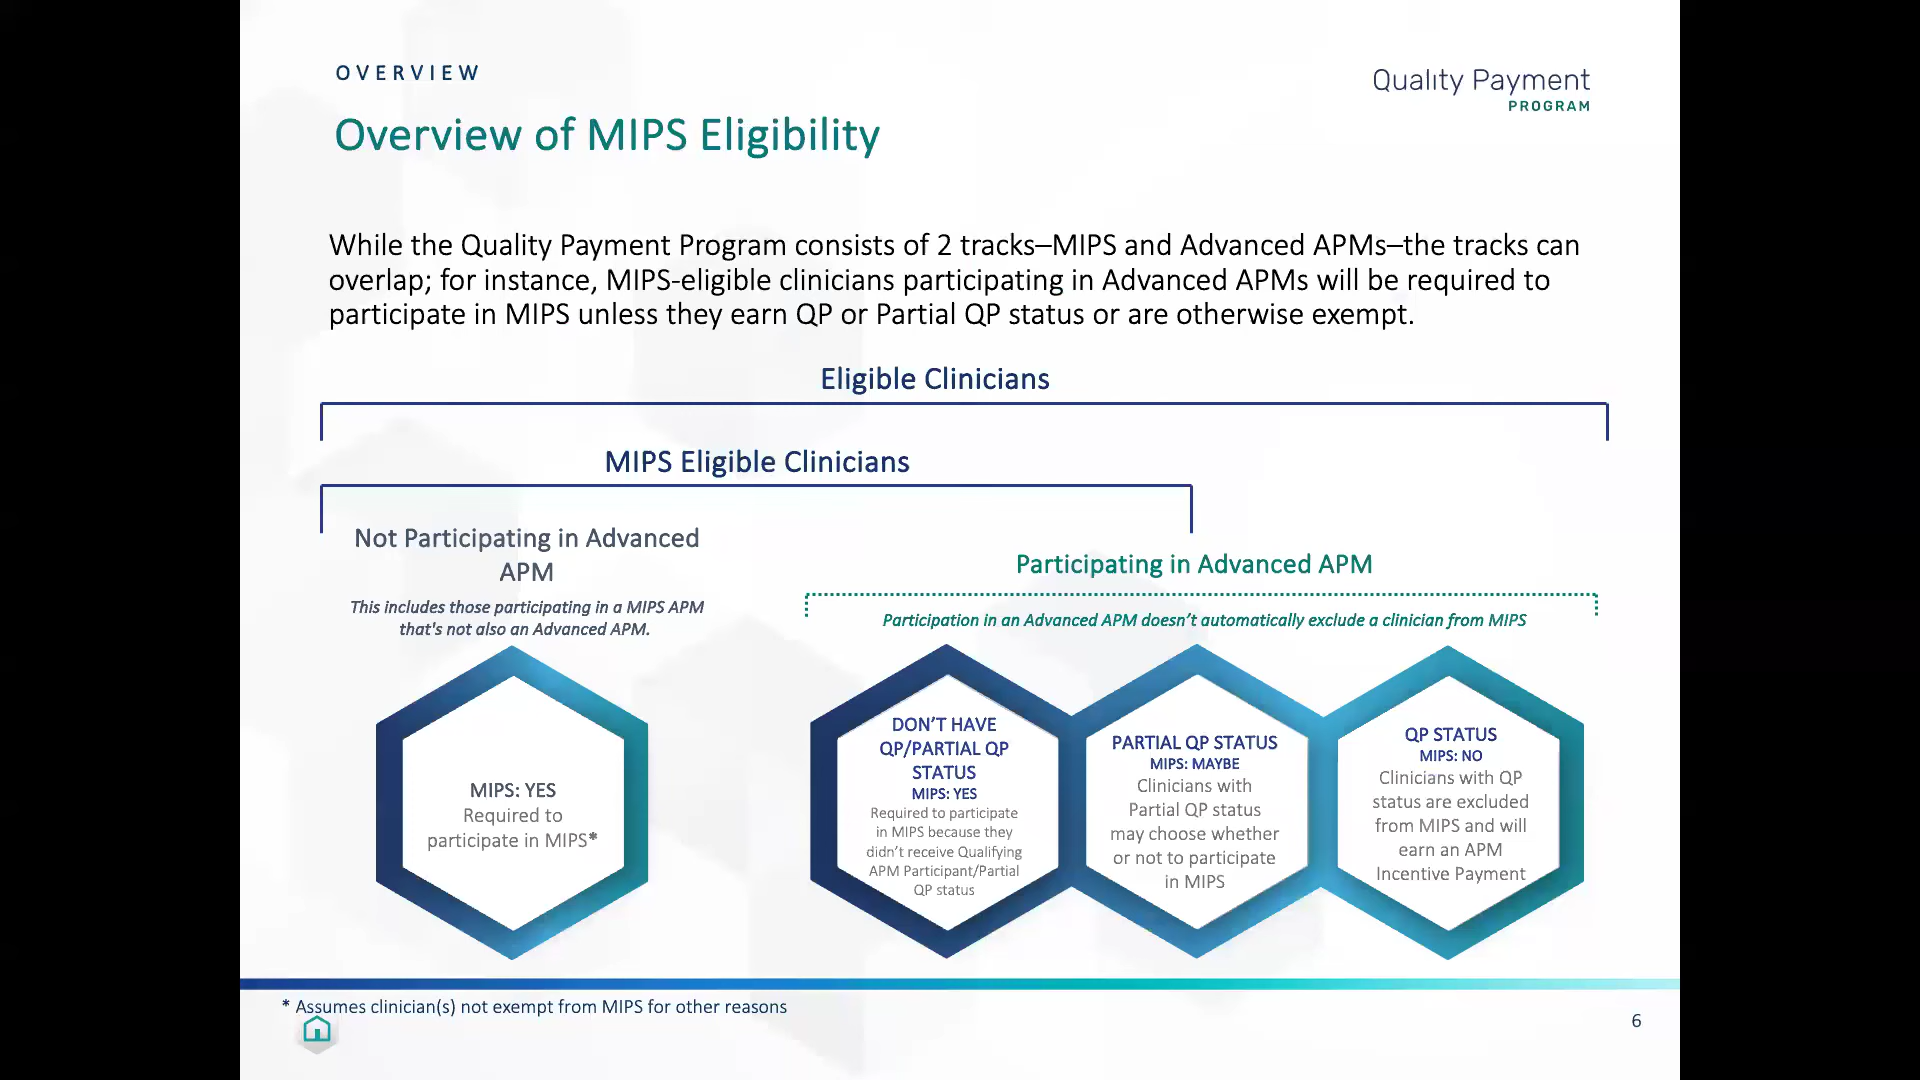 OVERVIEW
Quality Payment
PROGRAM
Overview of MIPS Eligibility
While the Quality Payment Program consists of 2 tracks–MIPS and Advanced APMs–the tracks can
overlap; for instance, MIPS-eligible clinicians participating in Advanced APMs will be required to
participate in MIPS unless they earn QP or Partial QP status or are otherwise exempt.
Eligible Clinicians
MIPS Eligible Clinicians
Not Participating in Advanced
APM
This includes those participating in a MIPS APM
that's not also an Advanced APM.
Participating in Advanced APM
Participation in an Advanced APM doesn’t automatically exclude a clinician from MIPS
MIPS: YES
Required to
participate in MIPS*
DON’T HAVE
QP/PARTIAL QP
STATUS
MIPS: YES
Required to participate
in MIPS because they
didn’t receive Qualifying
APM Participant/Partial
QP status
PARTIAL QP STATUS
MIPS: MAYBE
Clinicians with
Partial QP status
may choose whether
or not to participate
in MIPS
QP STATUS
MIPS: NO
Clinicians with QP
status are excluded
from MIPS and will
earn an APM
Incentive Payment
* Assumes clinician(s) not exempt from MIPS for other reasons
6